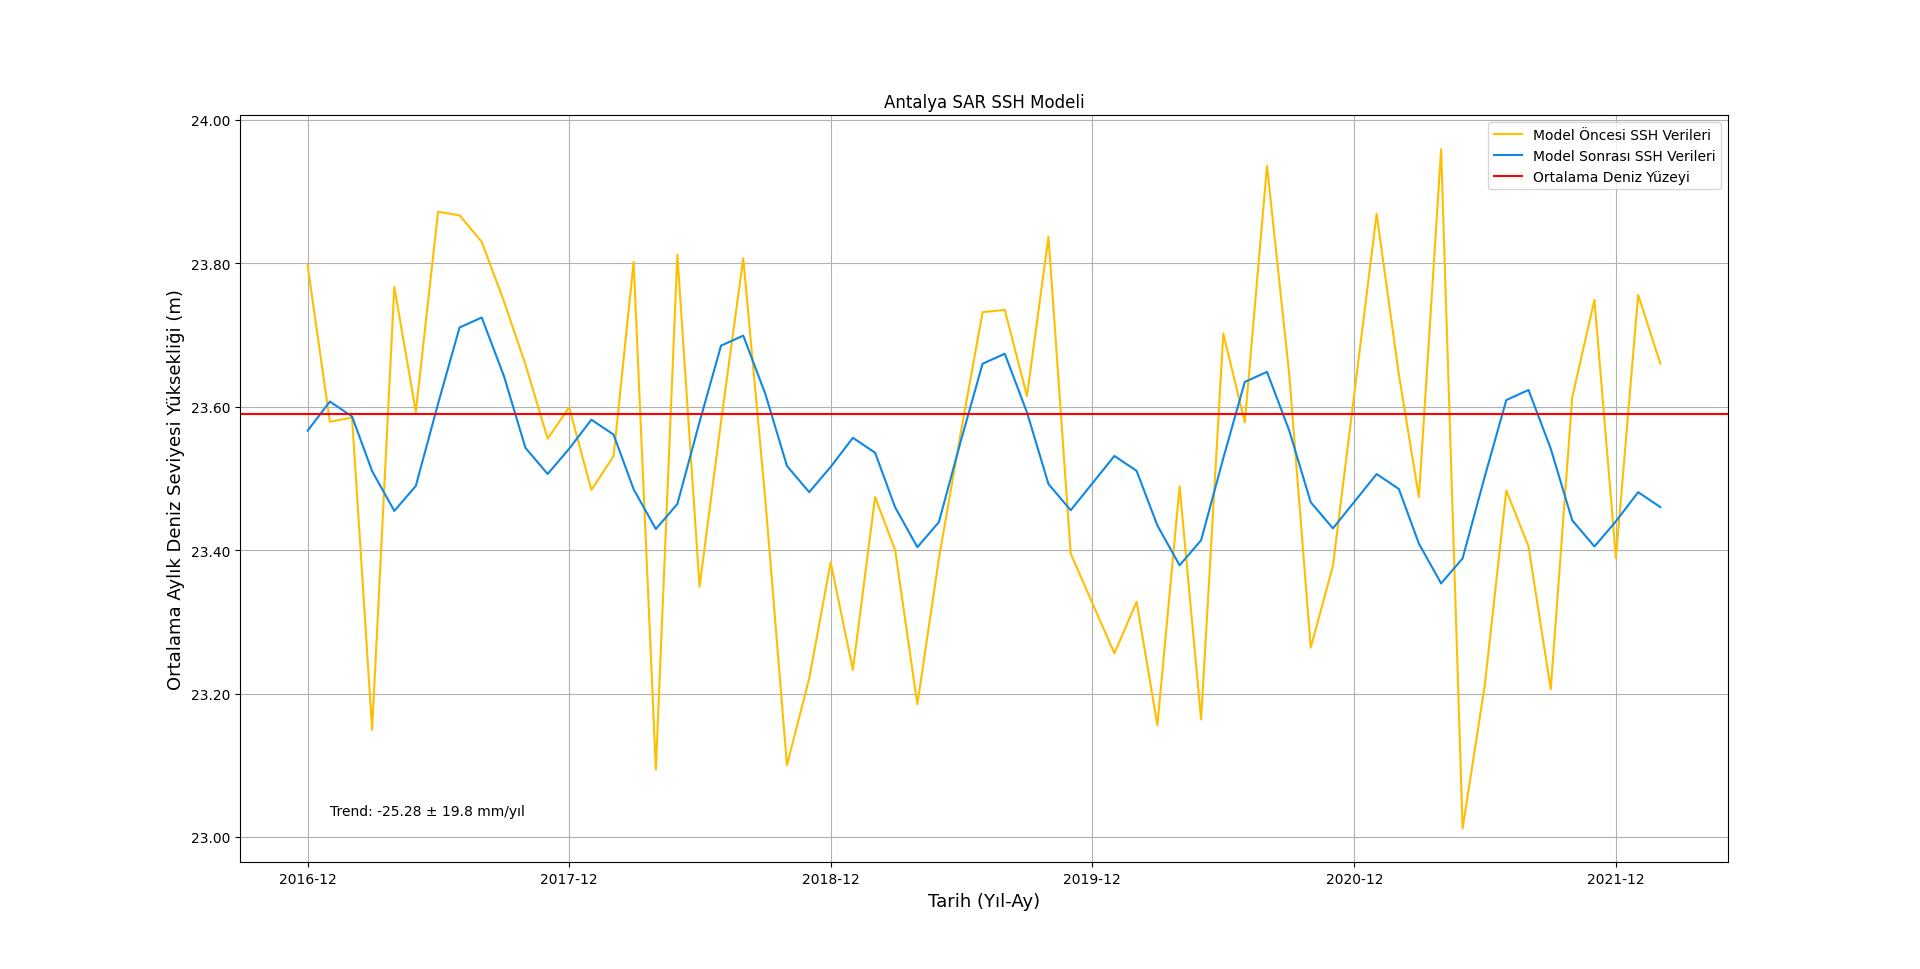 Antalya SAR SSH Modeli
Model Öncesi SSH Verileri
Model Sonrası SSH Verileri
Ortalama Deniz Yüzeyi
Ortalama Aylık Deniz Seviyesi Yüksekliği (m)
24.00
23.80
23.60
23.40
23.20
23.00
Trend: -25.28 ± 19.8 mm/yıl
2016-12
2017-12
2018-12
2019-12
2020-12
2021-12
Tarih (Yıl-Ay)